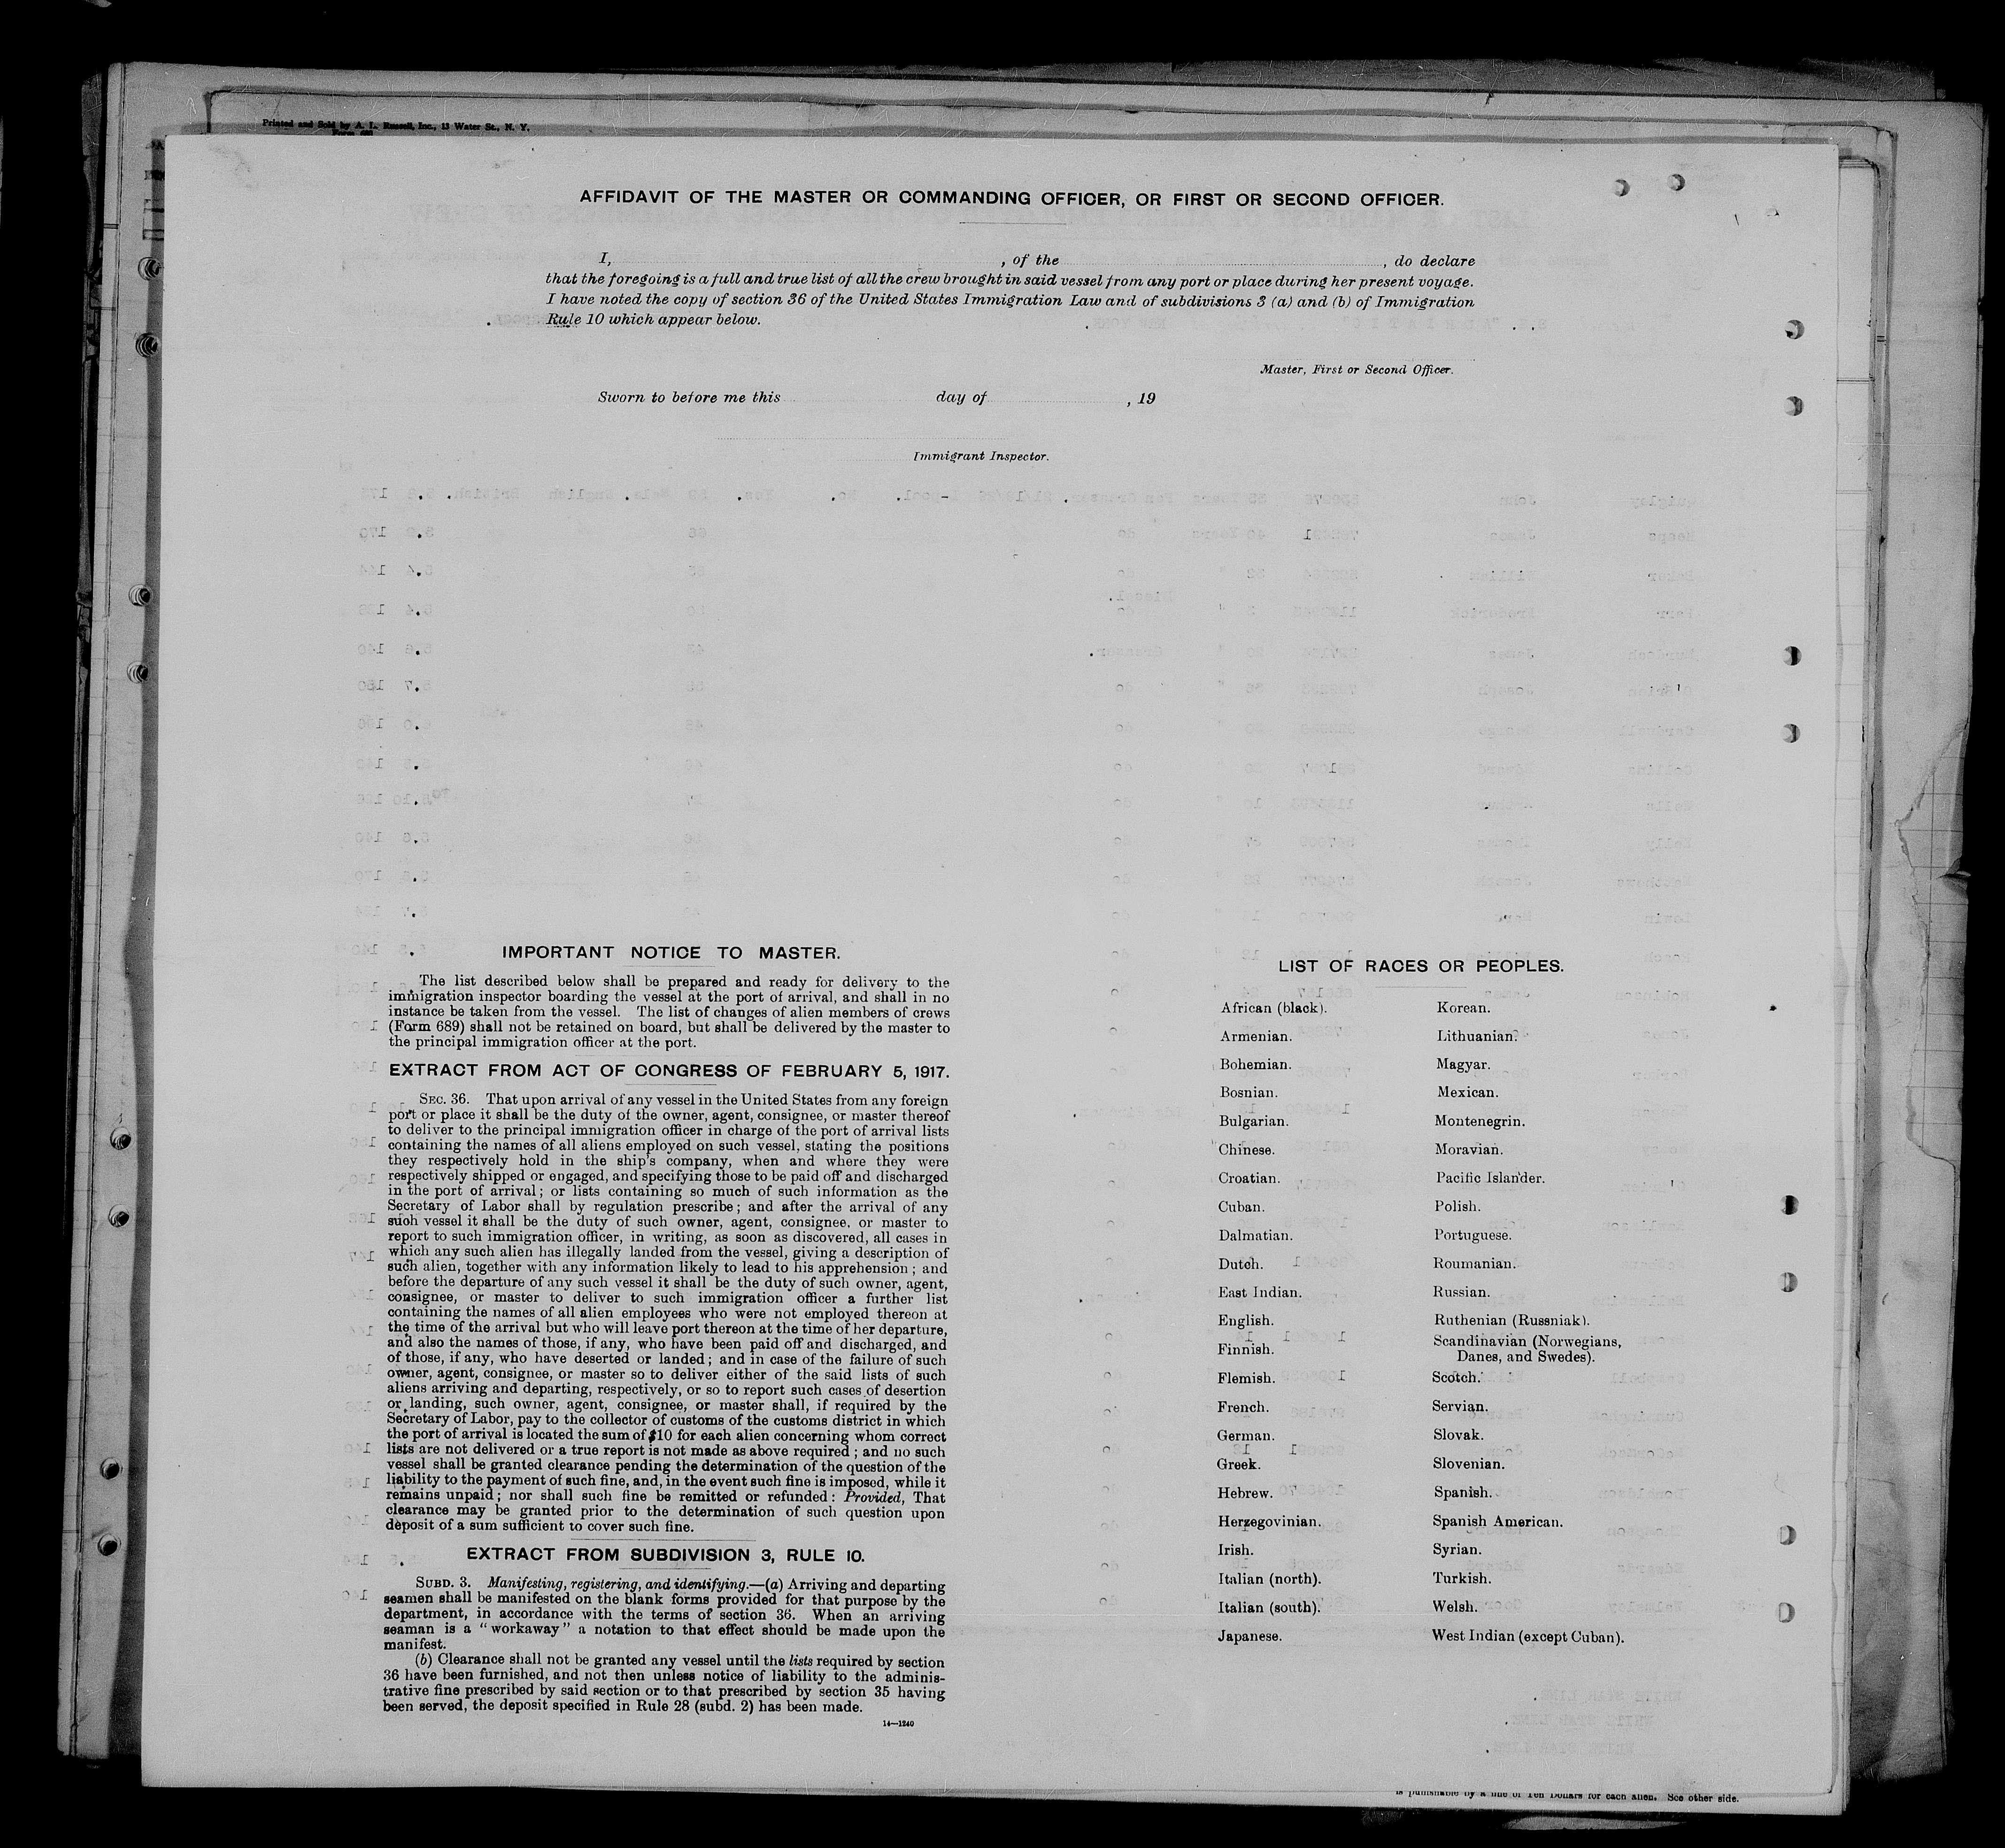 Printed and Sold by A. L. Russell, Inc., 13 Water St., N. Y.
AFFIDAVIT OF THE MASTER OR COMMANDING OFFICER, OR FIRST OR SECOND OFFICER.
I, , of the , do declare
that the foregoing is a full and true list of all the crew brought in said vessel from any port or place during her present voyage.
I have noted the copy of section 36 of the United States Immigration Law and of subdivisions 3 (a) and (b) of Immigration
Rule 10 which appear below.
Master, First or Second Officer.
Sworn to before me this day of , 19
Immigrant Inspector.
IMPORTANT NOTICE TO MASTER.
The list described below shall be prepared and ready for delivery to the
immigration inspector boarding the vessel at the port of arrival, and shall in no
instance be taken from the vessel. The list of changes of alien members of crews
(Form 689) shall not be retained on board, but shall be delivered by the master to
the principal immigration officer at the port.
EXTRACT FROM ACT OF CONGRESS OF FEBRUARY 5, 1917.
SEC. 36. That upon arrival of any vessel in the United States from any foreign
port or place it shall be the duty of the owner, agent, consignee, or master thereof
to deliver to the principal immigration officer in charge of the port of arrival lists
containing the names of all aliens employed on such vessel, stating the positions
they respectively hold in the ship's company, when and where they were
respectively shipped or engaged, and specifying those to be paid off and discharged
in the port of arrival; or lists containing so much of such information as the
Secretary of Labor shall by regulation prescribe; and after the arrival of any
such vessel it shall be the duty of such owner, agent, consignee, or master to
report to such immigration officer, in writing, as soon as discovered, all cases in
which any such alien has illegally landed from the vessel, giving a description of
such alien, together with any information likely to lead to his apprehension; and
before the departure of any such vessel it shall be the duty of such owner, agent,
consignee, or master to deliver to such immigration officer a further list
containing the names of all alien employees who were not employed thereon at
the time of the arrival but who will leave port thereon at the time of her departure,
and also the names of those, if any, who have been paid off and discharged, and
of those, if any, who have deserted or landed; and in case of the failure of such
owner, agent, consignee, or master so to deliver either of the said lists of such
aliens arriving and departing, respectively, or so to report such cases of desertion
or landing, such owner, agent, consignee, or master shall, if required by the
Secretary of Labor, pay to the collector of customs of the customs district in which
the port of arrival is located the sum of $10 for each alien concerning whom correct
lists are not delivered or a true report is not made as above required; and no such
vessel shall be granted clearance pending the determination of the question of the
liability to the payment of such fine, and, in the event such fine is imposed, while it
remains unpaid; nor shall such fine be remitted or refunded: Provided, That
clearance may be granted prior to the determination of such question upon
deposit of a sum sufficient to cover such fine.
EXTRACT FROM SUBDIVISION 3, RULE 10.
SUBD. 3. Manifesting, registering, and identifying.—(a) Arriving and departing
seamen shall be manifested on the blank forms provided for that purpose by the
department, in accordance with the terms of section 36. When an arriving
seaman is a "workaway" a notation to that effect should be made upon the
manifest.
(b) Clearance shall not be granted any vessel until the lists required by section
36 have been furnished, and not then unless notice of liability to the adminis-
trative fine prescribed by said section or to that prescribed by section 35 having
been served, the deposit specified in Rule 28 (subd. 2) has been made.
14—1240
LIST OF RACES OR PEOPLES.
African (black).
Armenian.
Bohemian.
Bosnian.
Bulgarian.
Chinese.
Croatian.
Cuban.
Dalmatian.
Dutch.
East Indian.
English.
Finnish.
Flemish.
French.
German.
Greek.
Hebrew.
Herzegovinian.
Irish.
Italian (north).
Italian (south).
Japanese.
Korean.
Lithuanian.
Magyar.
Mexican.
Montenegrin.
Moravian.
Pacific Islander.
Polish.
Portuguese.
Roumanian.
Russian.
Ruthenian (Russniak).
Scandinavian (Norwegians,
Danes, and Swedes).
Scotch.
Servian.
Slovak.
Slovenian.
Spanish.
Spanish American.
Syrian.
Turkish.
Welsh.
West Indian (except Cuban).
is punishable by a fine of Ten Dollars for each alien. See other side.